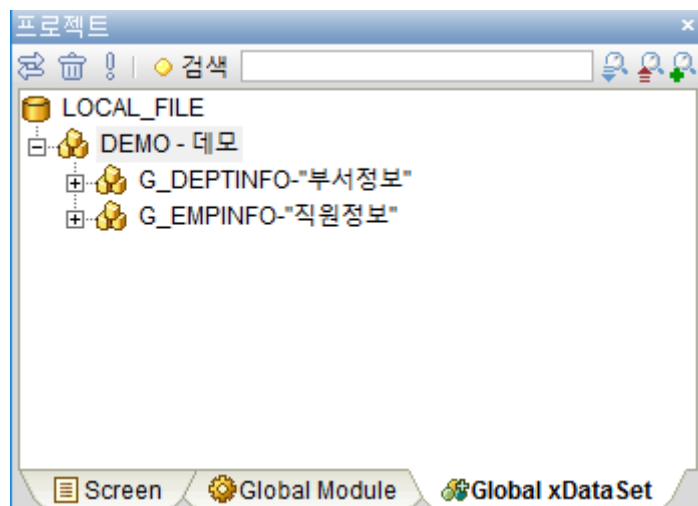 프로젝트
검색
LOCAL_FILE
DEMO - 데모
G_DEPTINFO-"부서정보"
G_EMPINFO-"직원정보"
Screen Global Module Global xDataSet